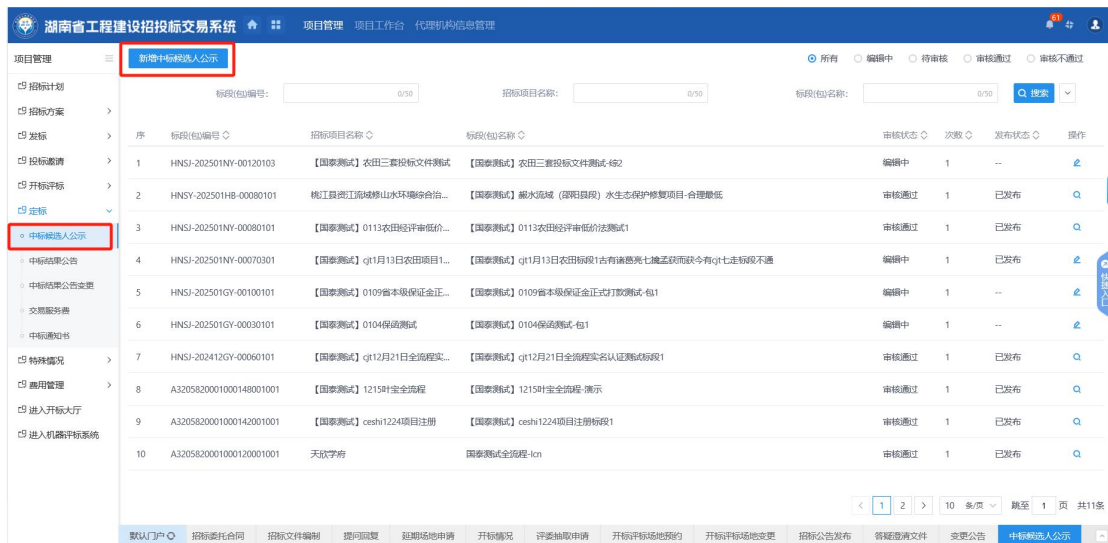 湖南省工程建设招投标交易系统 项目管理 项目工作台 代理机构信息管理 61
项目管理 新增中标候选人公示 所有 编辑中 待审核 审核通过 审核不通过
招标计划
招标方案
发标
投标邀请
开标评标
定标
中标候选人公示
中标结果公告
中标结果公告变更
交易服务费
中标通知书
特殊情况
费用管理
进入开标大厅
进入机器评标系统
标段(包)编号: 0/50 招标项目名称: 0/50 标段(包)名称: 0/50 搜索
序 标段(包)编号 招标项目名称 标段(包)名称 审核状态 次数 发布状态 操作
1 HNSJ-202501NY-00120103 【国泰测试】农田三套投标文件测试 【国泰测试】农田三套投标文件测试-综2 编辑中 1 --
2 HNSY-202501HB-00080101 桃江县资江流域修山水环境综合治... 【国泰测试】赧水流域（邵阳县段）水生态保护修复项目-合理最低 审核通过 1 已发布
3 HNSJ-202501NY-00080101 【国泰测试】0113农田经评审低价... 【国泰测试】0113农田经评审低价法测试1 审核通过 1 已发布
4 HNSJ-202501NY-00070301 【国泰测试】cjt1月13日农田项目1... 【国泰测试】cjt1月13日农田标段1古有诸葛亮七擒孟获而获今有cjt七走标段不通 编辑中 1 已发布
5 HNSJ-202501GY-00100101 【国泰测试】0109省本级保证金正... 【国泰测试】0109省本级保证金正式打款测试-包1 编辑中 1 --
6 HNSJ-202501GY-00030101 【国泰测试】0104保函测试 【国泰测试】0104保函测试-包1 编辑中 1 --
7 HNSJ-202412GY-00060101 【国泰测试】cjt12月21日全流程实... 【国泰测试】cjt12月21日全流程实名认证测试标段1 审核通过 1 已发布
8 A3205820001000148001001 【国泰测试】1215叶宝全流程 【国泰测试】1215叶宝全流程-演示 审核通过 1 已发布
9 A3205820001000142001001 【国泰测试】ceshi1224项目注册 【国泰测试】ceshi1224项目注册标段1 审核通过 1 已发布
10 A3205820001000120001001 天欣学府 国泰测试全流程-lcn 审核通过 1 已发布
快捷入口
< 1 2 > 10 条/页 跳至 1 页 共11条
默认门户 招标委托合同 招标文件编制 提问回复 延期场地申请 开标情况 评委抽取申请 开标评标场地预约 开标评标场地变更 招标公告发布 答疑澄清文件 变更公告 中标候选人公示